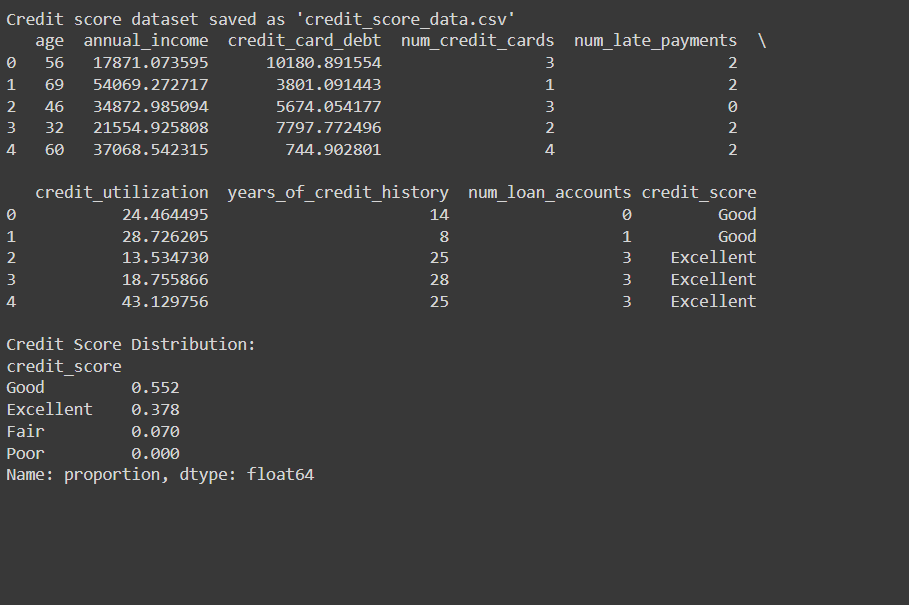 Credit score dataset saved as 'credit_score_data.csv'
   age  annual_income  credit_card_debt  num_credit_cards  num_late_payments  \
0   56   17871.073595      10180.891554                 3                  2
1   69   54069.272717       3801.091443                 1                  2
2   46   34872.985094       5674.054177                 3                  0
3   32   21554.925808       7797.772496                 2                  2
4   60   37068.542315        744.902801                 4                  2
   credit_utilization  years_of_credit_history  num_loan_accounts credit_score
0           24.464495                       14                  0         Good
1           28.726205                        8                  1         Good
2           13.534730                       25                  3    Excellent
3           18.755866                       28                  3    Excellent
4           43.129756                       25                  3    Excellent
Credit Score Distribution:
credit_score
Good         0.552
Excellent    0.378
Fair         0.070
Poor         0.000
Name: proportion, dtype: float64